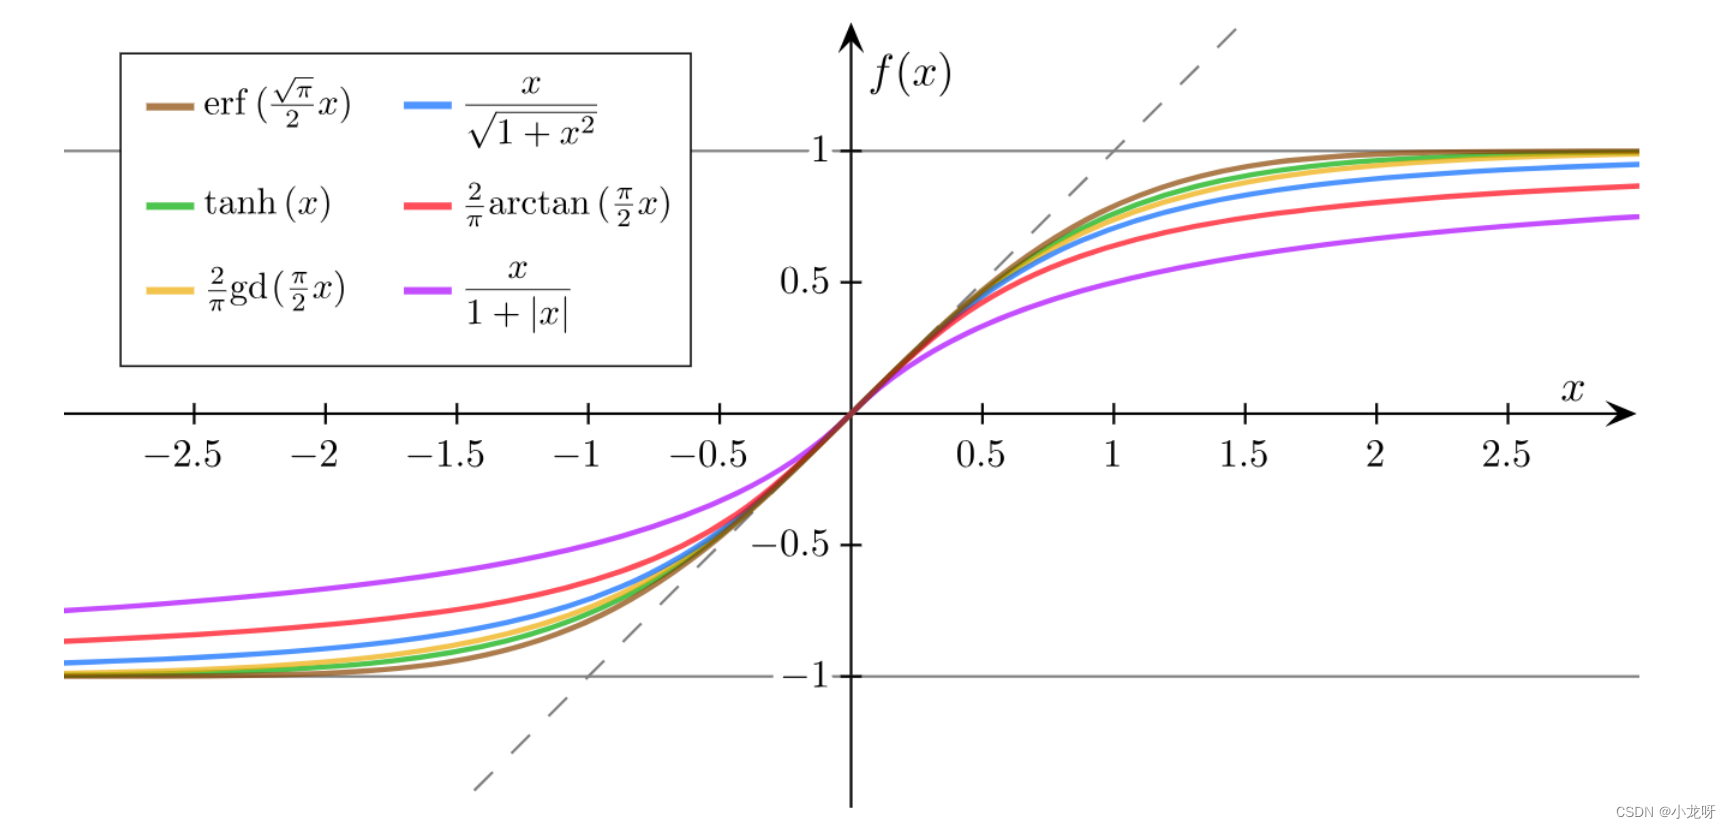 f(x)
erf (√π/2 x)
x/√(1 + x²)
tanh (x)
2/π arctan (π/2 x)
2/π gd(π/2 x)
x/(1 + |x|)
1
0.5
x
−2.5 −2 −1.5 −1 −0.5 0.5 1 1.5 2 2.5
−0.5
−1
CSDN @小龙呀